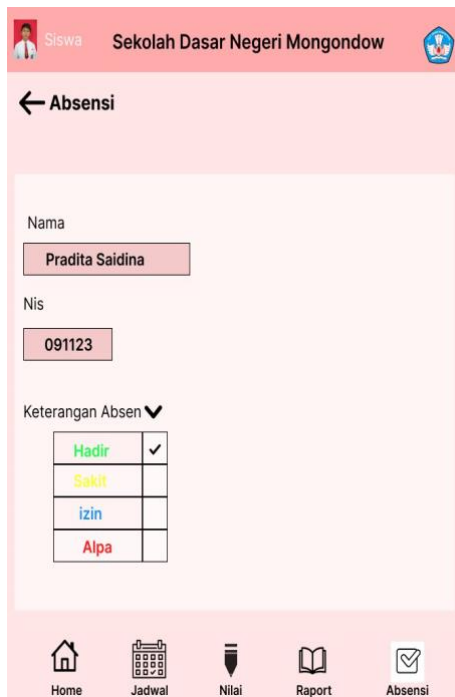 Siswa
Sekolah Dasar Negeri Mongondow
Absensi
Nama
Pradita Saidina
Nis
091123
Keterangan Absen
Hadir
Sakit
izin
Alpa
Home Jadwal Nilai Raport Absensi